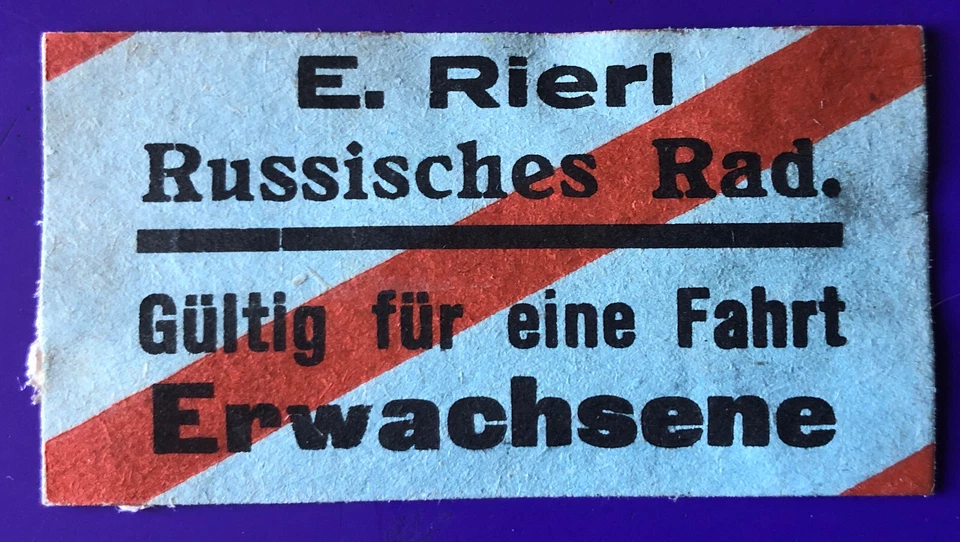 E. Rierl
Russisches Rad.
Gültig für eine Fahrt
Erwachsene